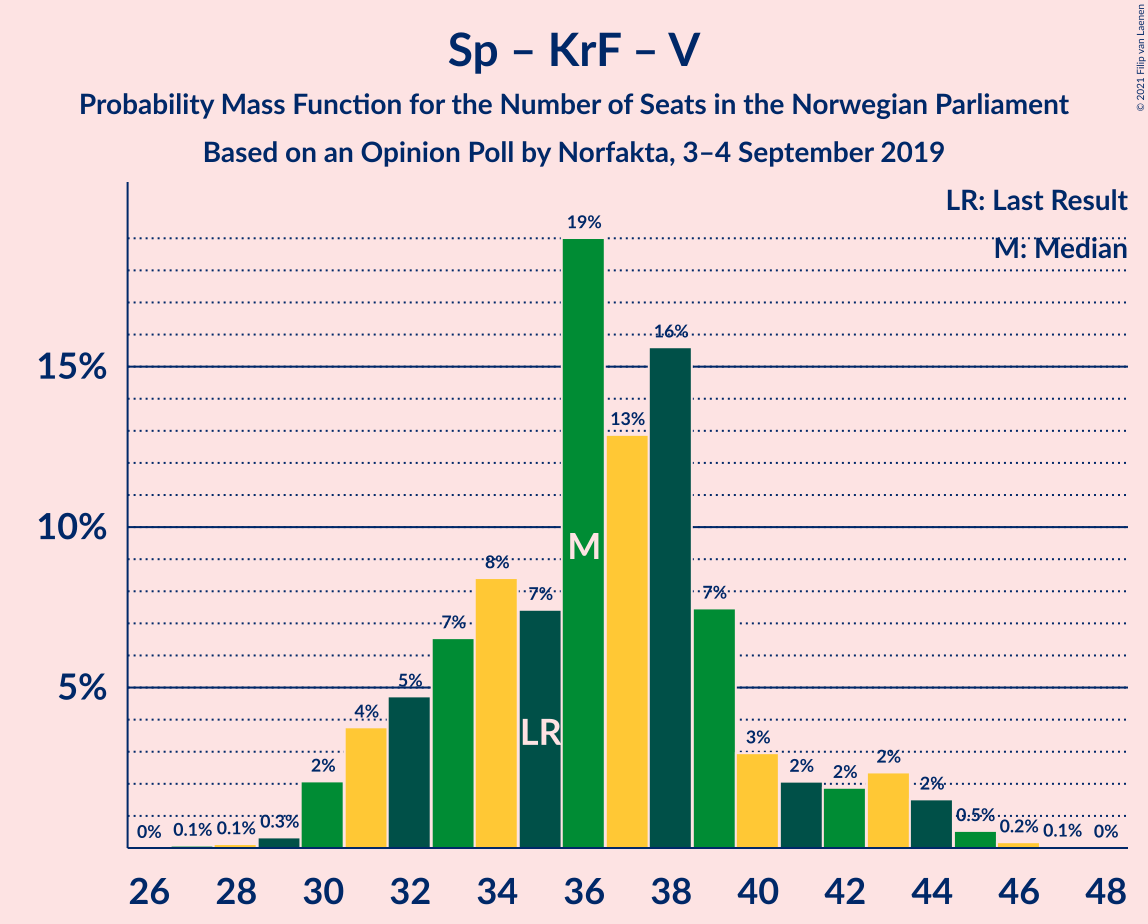 Sp – KrF – V
Probability Mass Function for the Number of Seats in the Norwegian Parliament
Based on an Opinion Poll by Norfakta, 3–4 September 2019
© 2021 Filip van Laenen
LR: Last Result
M: Median
15%
10%
5%
0% 0.1% 0.1% 0.3% 2% 4% 5% 7% 8% 7% 19% 13% 16% 7% 3% 2% 2% 2% 2% 0.5% 0.2% 0.1% 0%
M
LR
26 28 30 32 34 36 38 40 42 44 46 48